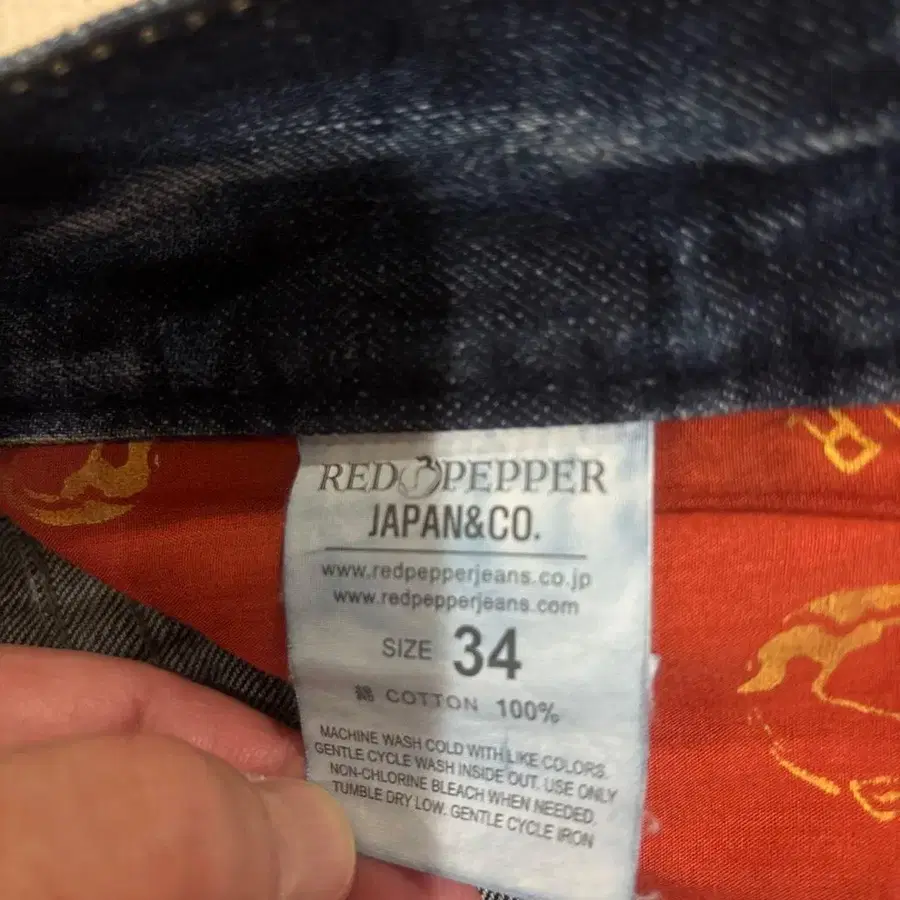 RED PEPPER
JAPAN&CO.
www.redpepperjeans.co.jp
www.redpepperjeans.com
SIZE 34
綿 COTTON 100%
MACHINE WASH COLD WITH LIKE COLORS.
GENTLE CYCLE WASH INSIDE OUT. USE ONLY
NON-CHLORINE BLEACH WHEN NEEDED.
TUMBLE DRY LOW. GENTLE CYCLE IRON